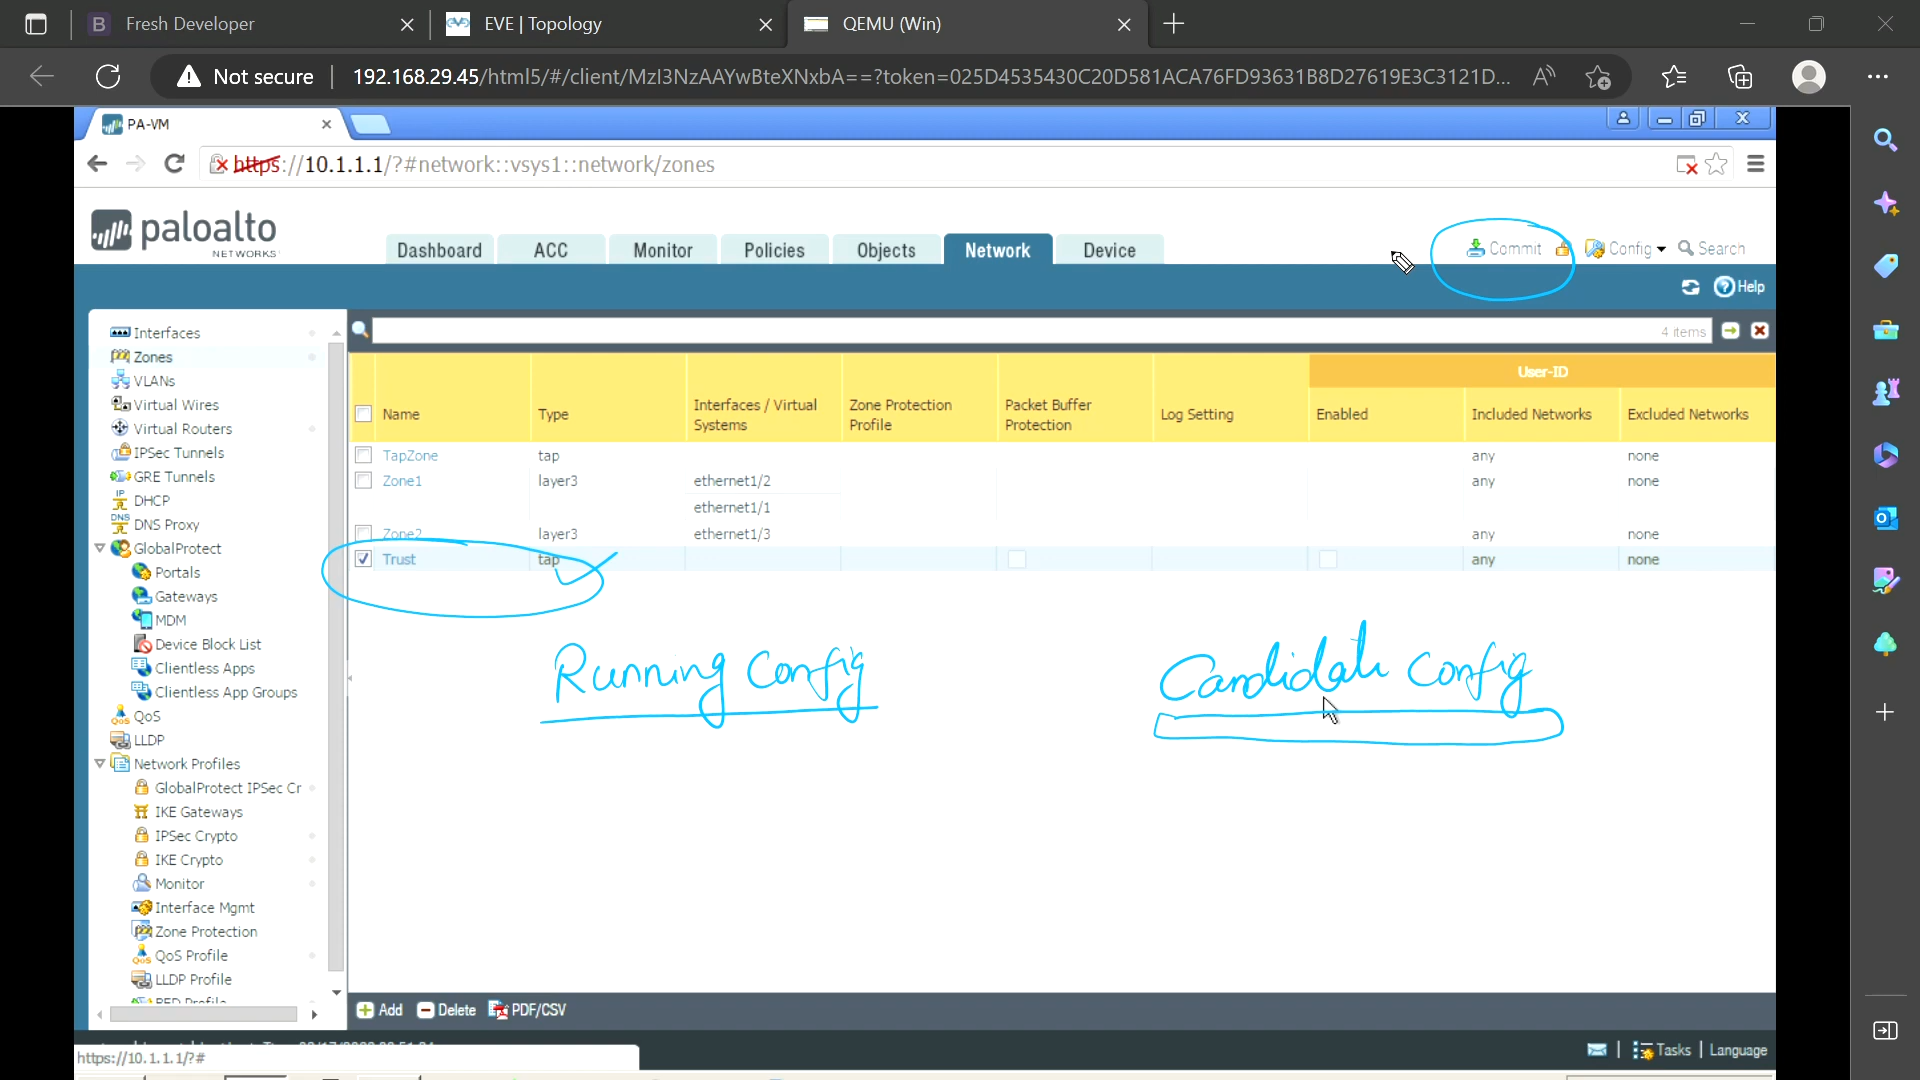 Fresh Developer
EVE | Topology
QEMU (Win)
Not secure
192.168.29.45/html5/#/client/MzI3NzAAYwBteXNxbA==?token=025D4535430C20D581ACA76FD93631B8D27619E3C3121D...
PA-VM
https://10.1.1.1/?#network::vsys1::network/zones
paloalto
NETWORKS
Dashboard ACC Monitor Policies Objects Network Device
Commit Config Search
Help
4 items
Interfaces
Zones
VLANs
Virtual Wires
Virtual Routers
IPSec Tunnels
GRE Tunnels
DHCP
DNS Proxy
GlobalProtect
Portals
Gateways
MDM
Device Block List
Clientless Apps
Clientless App Groups
QoS
LLDP
Network Profiles
GlobalProtect IPSec Cr
IKE Gateways
IPSec Crypto
IKE Crypto
Monitor
Interface Mgmt
Zone Protection
QoS Profile
LLDP Profile
User-ID
Name Type Interfaces / Virtual Systems Zone Protection Profile Packet Buffer Protection Log Setting Enabled Included Networks Excluded Networks
TapZone tap any none
Zone1 layer3 ethernet1/2 any none
ethernet1/1
Zone2 layer3 ethernet1/3 any none
Trust tap any none
Running Config
Candidate Config
Add Delete PDF/CSV
https://10.1.1.1/?#
Tasks | Language